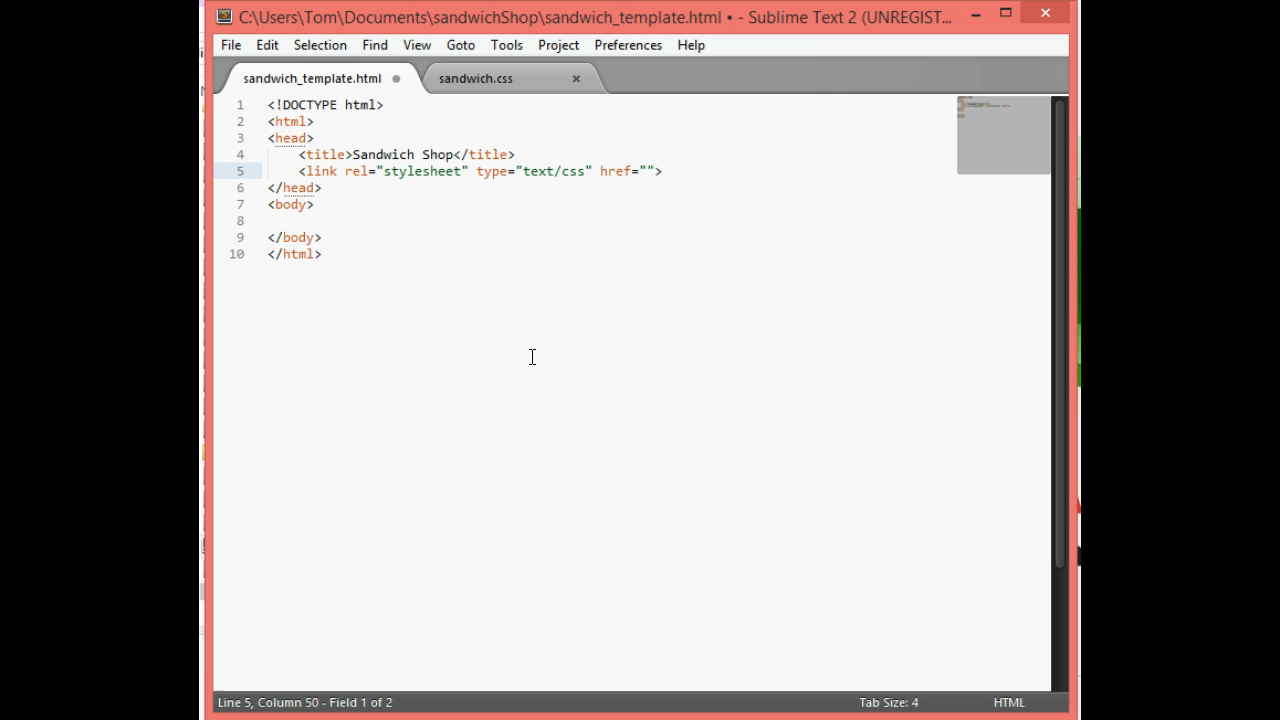 C:\Users\Tom\Documents\sandwichShop\sandwich_template.html • - Sublime Text 2 (UNREGIST...
File Edit Selection Find View Goto Tools Project Preferences Help
sandwich_template.html sandwich.css
1 <!DOCTYPE html>
2 <html>
3 <head>
4 <title>Sandwich Shop</title>
5 <link rel="stylesheet" type="text/css" href="">
6 </head>
7 <body>
8
9 </body>
10 </html>
Line 5, Column 50 - Field 1 of 2 Tab Size: 4 HTML